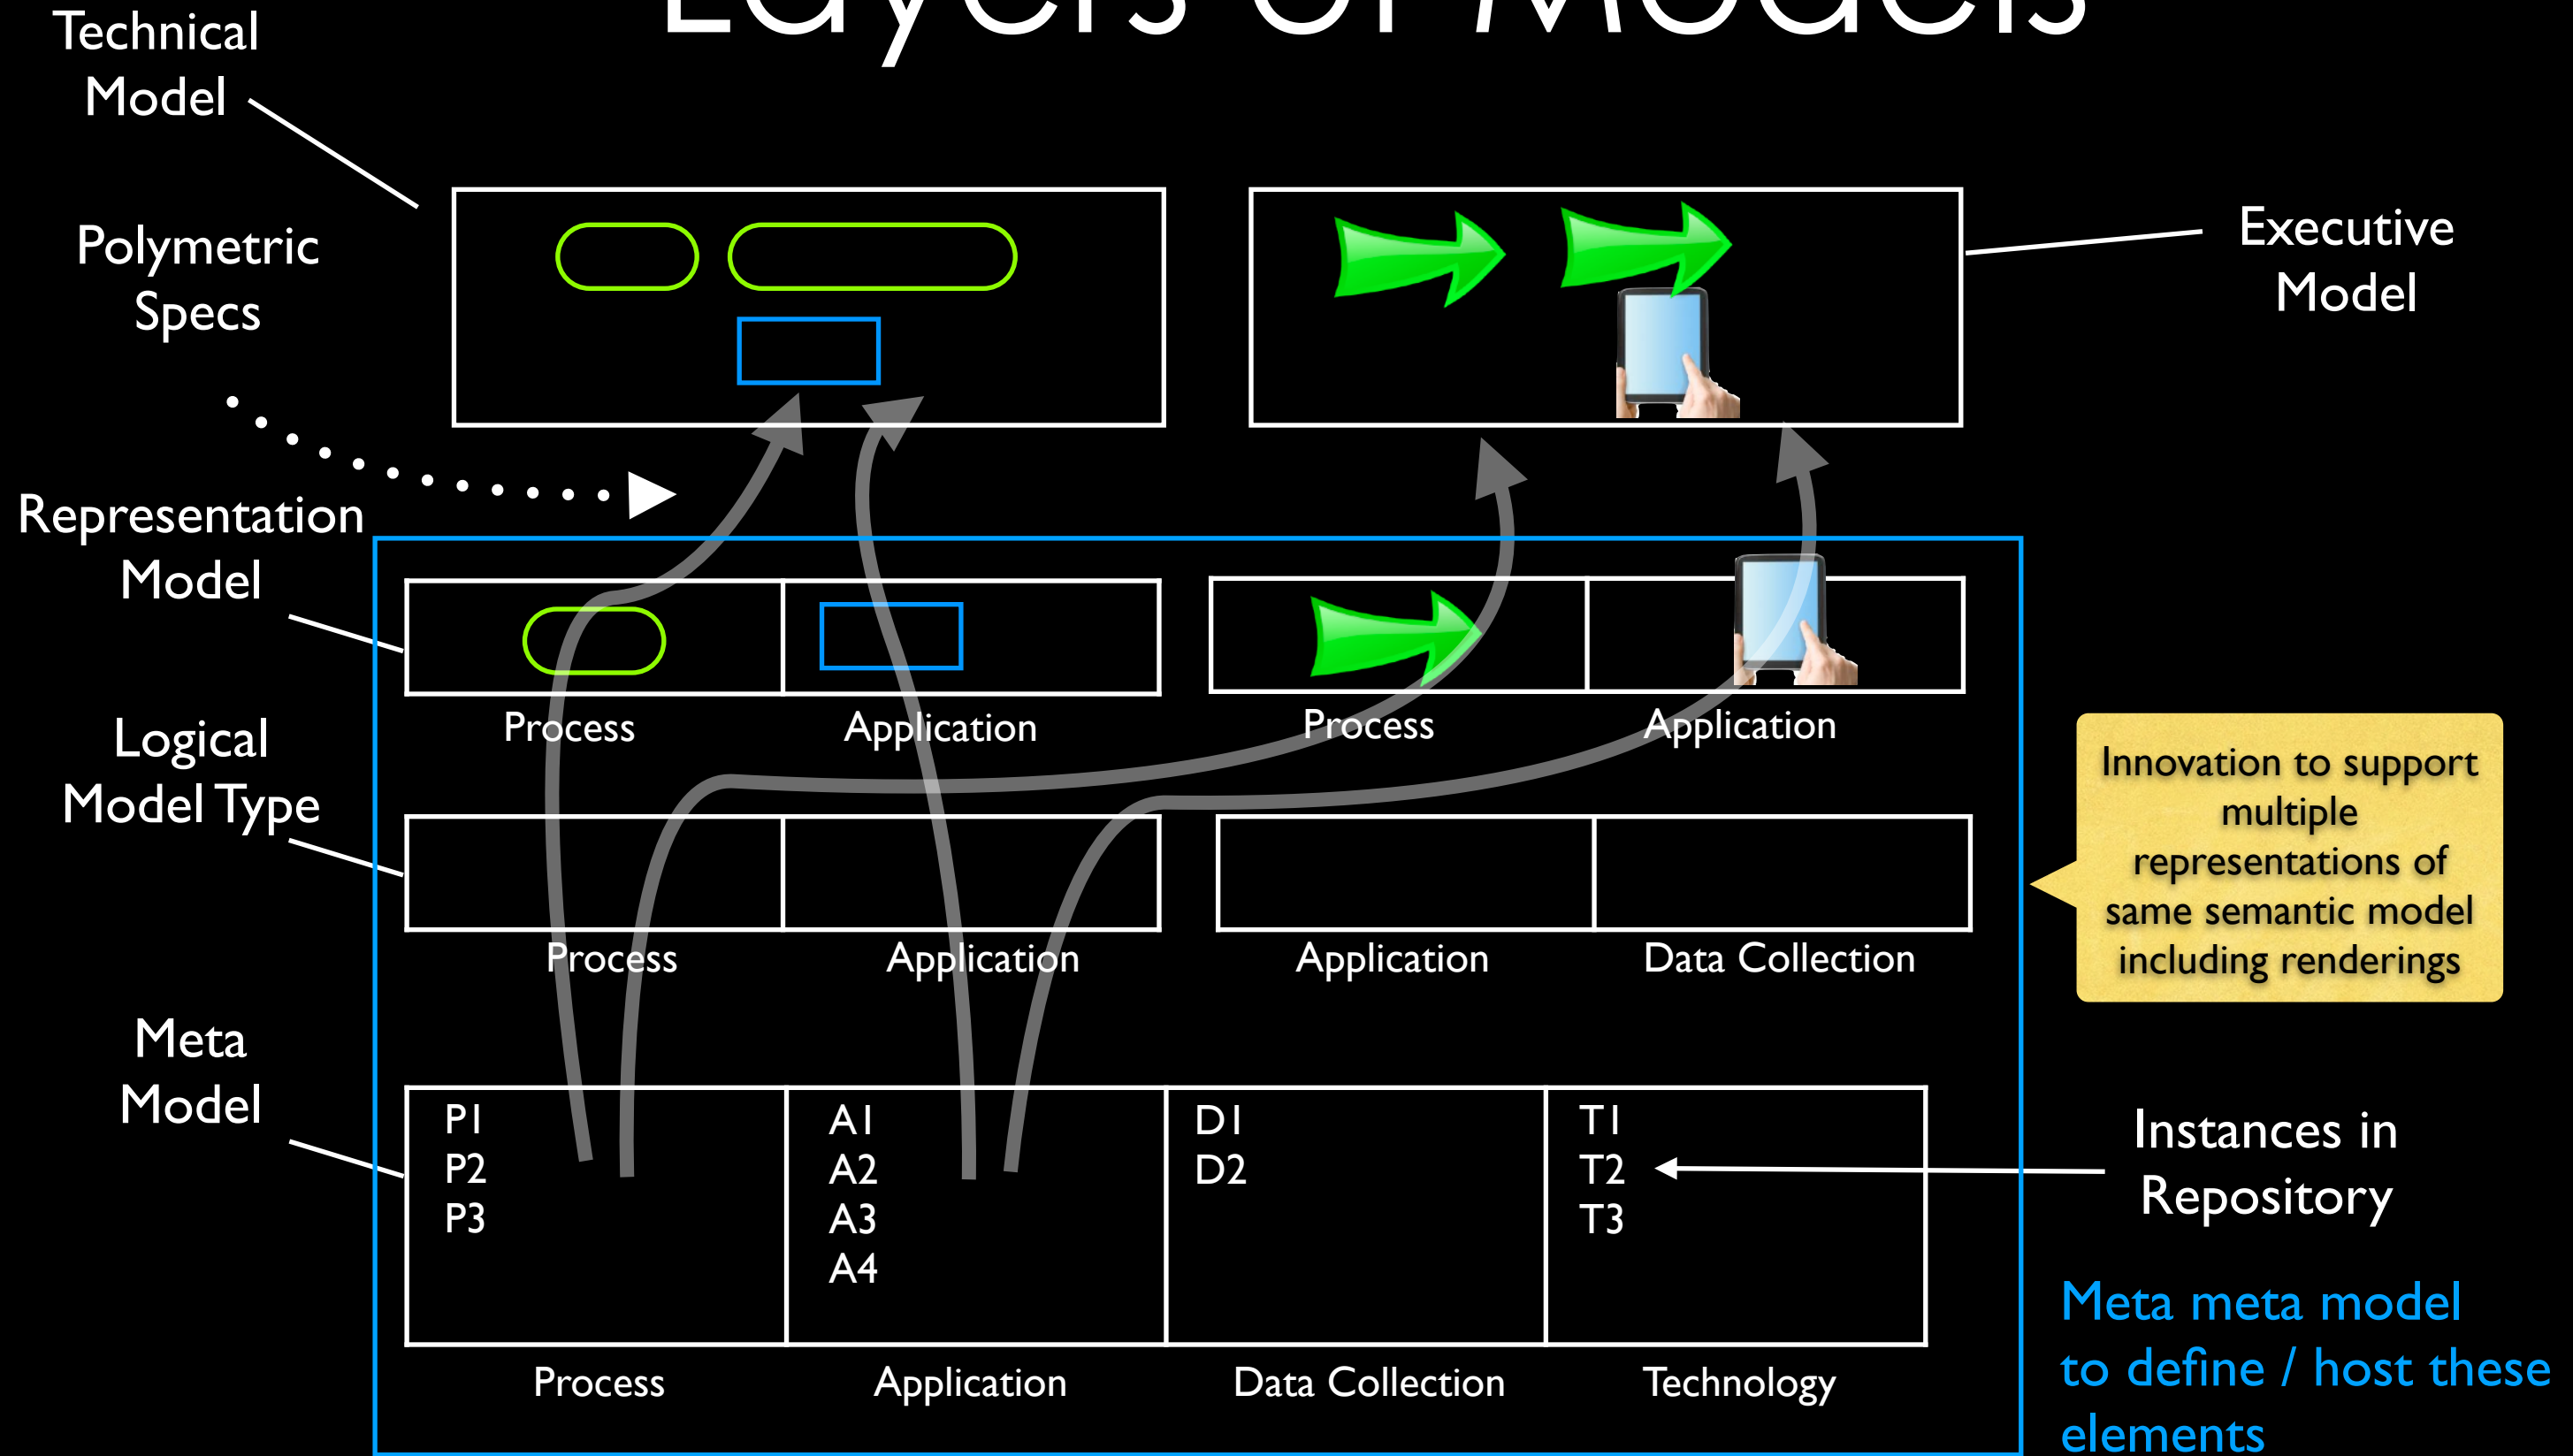 Layers of Models
Technical
Model
Polymetric
Specs
Executive
Model
Representation
Model
Process
Application
Process
Application
Logical
Model Type
Process
Application
Application
Data Collection
Innovation to support
multiple
representations of
same semantic model
including renderings
Meta
Model
P1
P2
P3
A1
A2
A3
A4
D1
D2
T1
T2
T3
Process
Application
Data Collection
Technology
Instances in
Repository
Meta meta model
to define / host these
elements